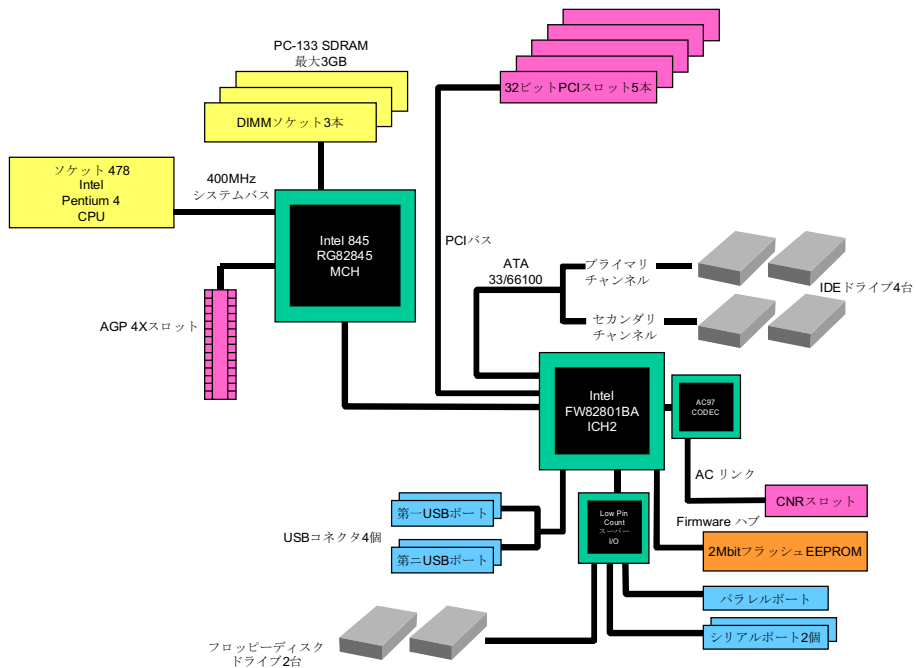 PC-133 SDRAM
最大3GB
DIMMソケット3本
32ビットPCIスロット5本
ソケット 478
Intel
Pentium 4
CPU
400MHz
システムバス
Intel 845
RG82845
MCH
AGP 4Xスロット
PCIバス
ATA
33/66100
プライマリ
チャンネル
セカンダリ
チャンネル
IDEドライブ4台
Intel
FW82801BA
ICH2
AC97
CODEC
AC リンク
CNRスロット
第一USBポート
USBコネクタ4個
第二USBポート
Low Pin
Count
スーパー
I/O
Firmware ハブ
2MbitフラッシュEEPROM
パラレルポート
シリアルポート2個
フロッピーディスク
ドライブ2台